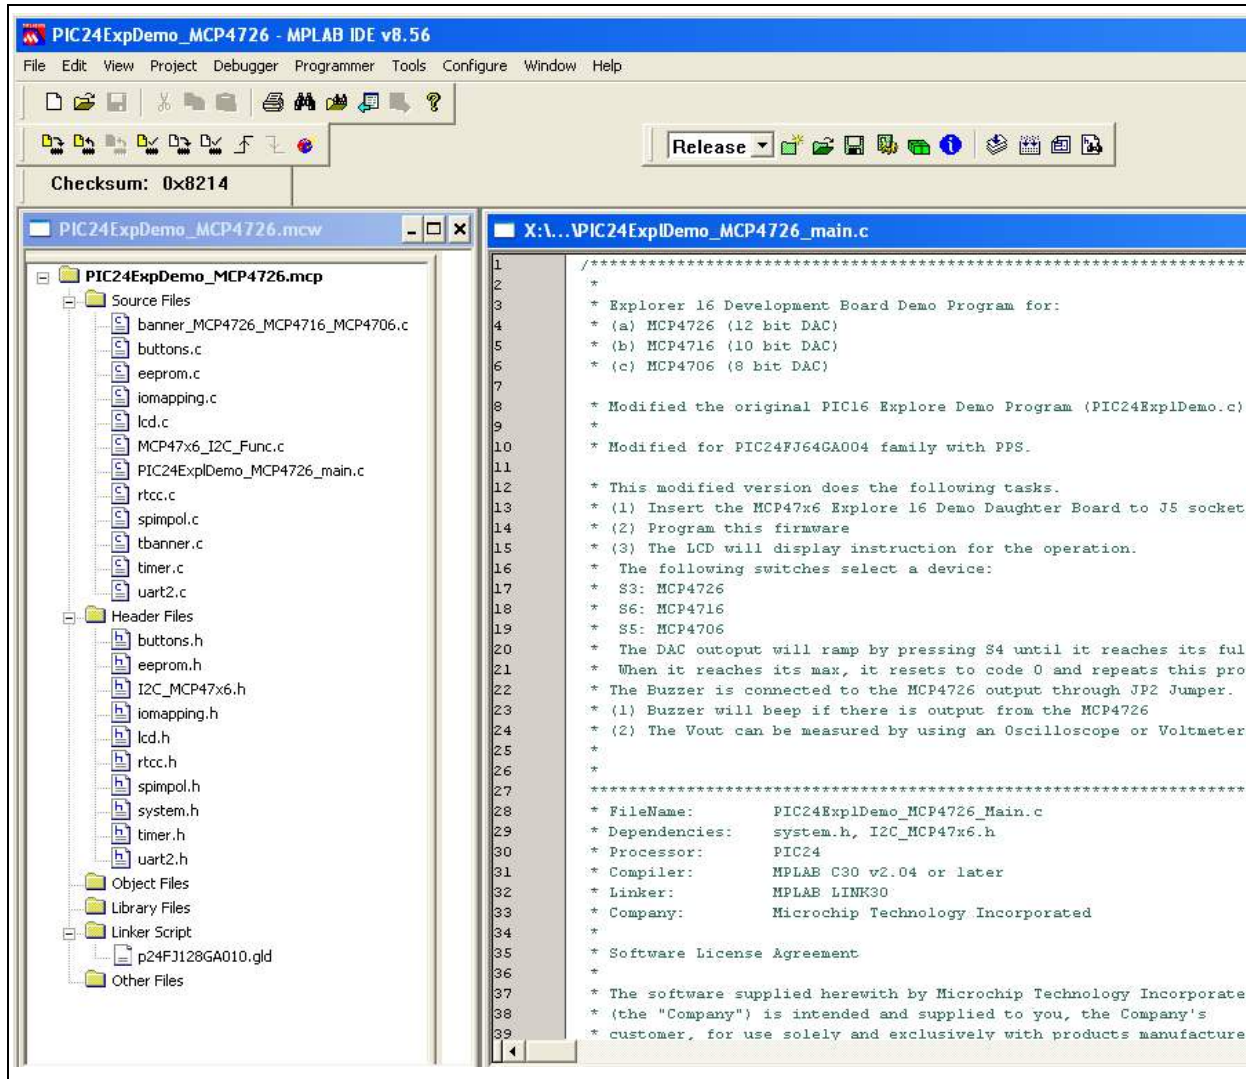 PIC24ExpDemo_MCP4726 - MPLAB IDE v8.56
File Edit View Project Debugger Programmer Tools Configure Window Help
Release
Checksum: 0x8214
PIC24ExpDemo_MCP4726.mcw
PIC24ExpDemo_MCP4726.mcp
Source Files
banner_MCP4726_MCP4716_MCP4706.c
buttons.c
eeprom.c
iomapping.c
lcd.c
MCP47x6_I2C_Func.c
PIC24ExplDemo_MCP4726_main.c
rtcc.c
spimpol.c
tbanner.c
timer.c
uart2.c
Header Files
buttons.h
eeprom.h
I2C_MCP47x6.h
iomapping.h
lcd.h
rtcc.h
spimpol.h
system.h
timer.h
uart2.h
Object Files
Library Files
Linker Script
p24FJ128GA010.gld
Other Files
X:\...\PIC24ExplDemo_MCP4726_main.c
1 /*********************************************************************
2 *
3 * Explorer 16 Development Board Demo Program for:
4 * (a) MCP4726 (12 bit DAC)
5 * (b) MCP4716 (10 bit DAC)
6 * (c) MCP4706 (8 bit DAC)
7
8 * Modified the original PIC16 Explore Demo Program (PIC24ExplDemo.c)
9 *
10 * Modified for PIC24FJ64GA004 family with PPS.
11
12 * This modified version does the following tasks.
13 * (1) Insert the MCP47x6 Explore 16 Demo Daughter Board to J5 socket
14 * (2) Program this firmware
15 * (3) The LCD will display instruction for the operation.
16 * The following switches select a device:
17 * S3: MCP4726
18 * S6: MCP4716
19 * S5: MCP4706
20 * The DAC outoput will ramp by pressing S4 until it reaches its ful
21 * When it reaches its max, it resets to code 0 and repeats this pro
22 * The Buzzer is connected to the MCP4726 output through JP2 Jumper.
23 * (1) Buzzer will beep if there is output from the MCP4726
24 * (2) The Vout can be measured by using an Oscilloscope or Voltmeter
25 *
26 *
27 *********************************************************************
28 * FileName: PIC24ExplDemo_MCP4726_Main.c
29 * Dependencies: system.h, I2C_MCP47x6.h
30 * Processor: PIC24
31 * Compiler: MPLAB C30 v2.04 or later
32 * Linker: MPLAB LINK30
33 * Company: Microchip Technology Incorporated
34 *
35 * Software License Agreement
36 *
37 * The software supplied herewith by Microchip Technology Incorporate
38 * (the "Company") is intended and supplied to you, the Company's
39 * customer, for use solely and exclusively with products manufacture